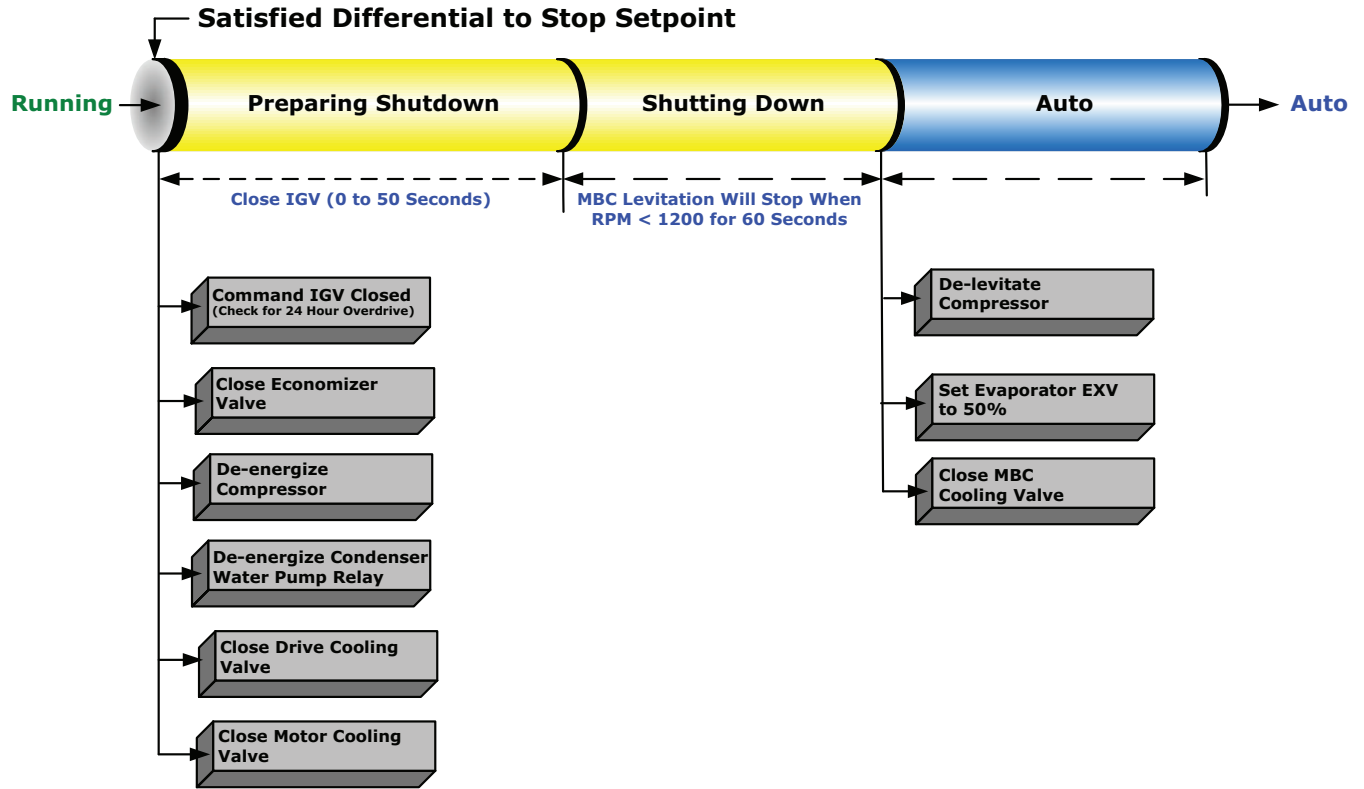 Satisfied Differential to Stop Setpoint
Running
Preparing Shutdown
Shutting Down
Auto
Auto
Close IGV (0 to 50 Seconds)
MBC Levitation Will Stop When
RPM < 1200 for 60 Seconds
Command IGV Closed
(Check for 24 Hour Overdrive)
Close Economizer
Valve
De-energize
Compressor
De-energize Condenser
Water Pump Relay
Close Drive Cooling
Valve
Close Motor Cooling
Valve
De-levitate
Compressor
Set Evaporator EXV
to 50%
Close MBC
Cooling Valve